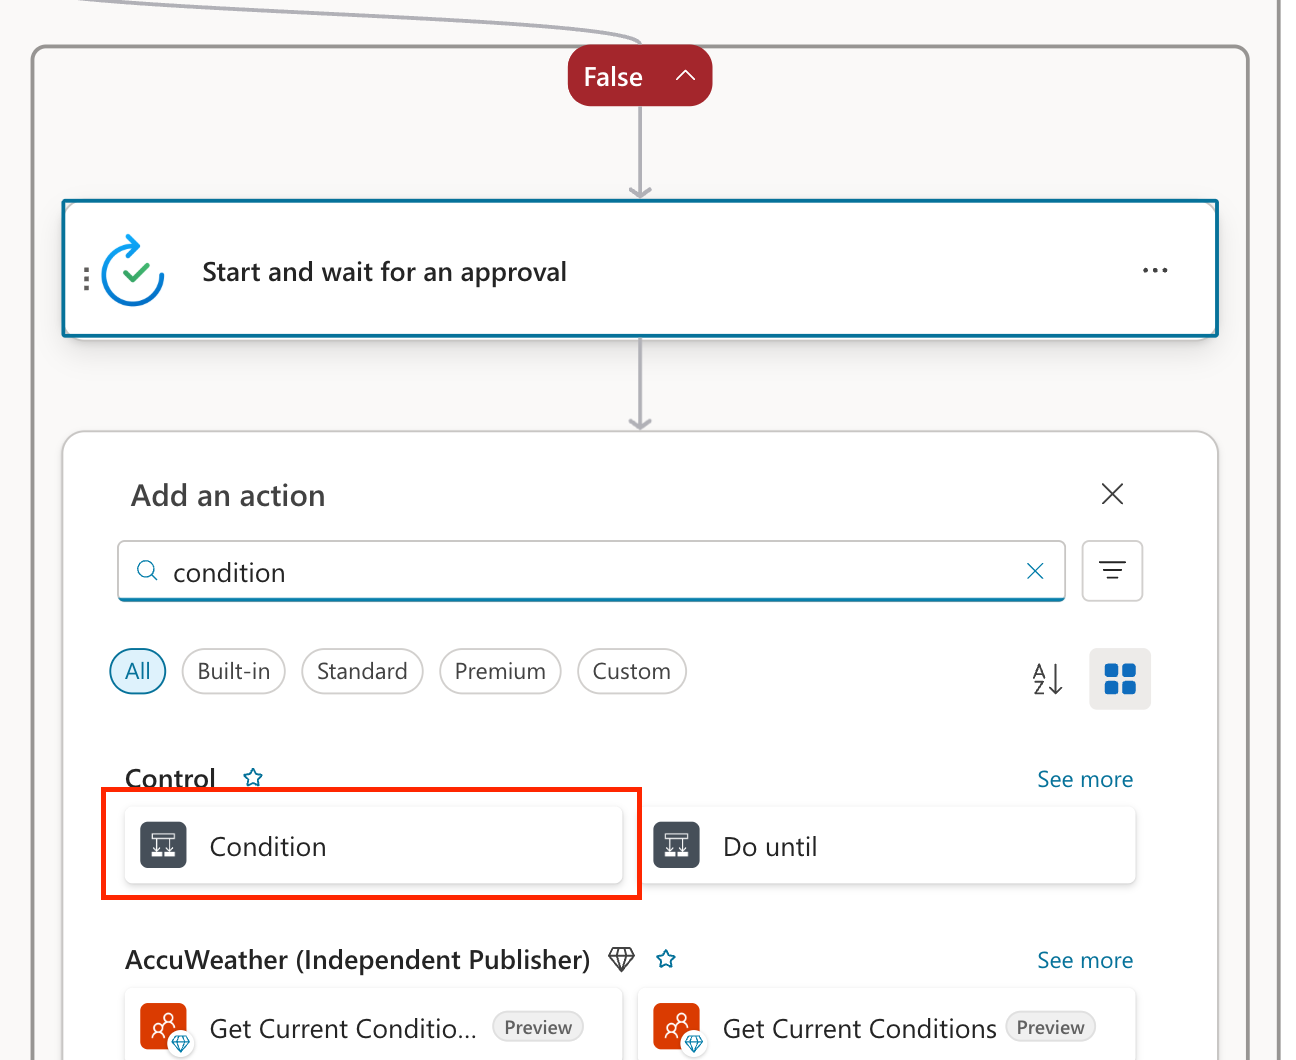 False
Start and wait for an approval
Add an action
condition
All Built-in Standard Premium Custom
Control See more
Condition Do until
AccuWeather (Independent Publisher) See more
Get Current Conditio... Preview Get Current Conditions Preview